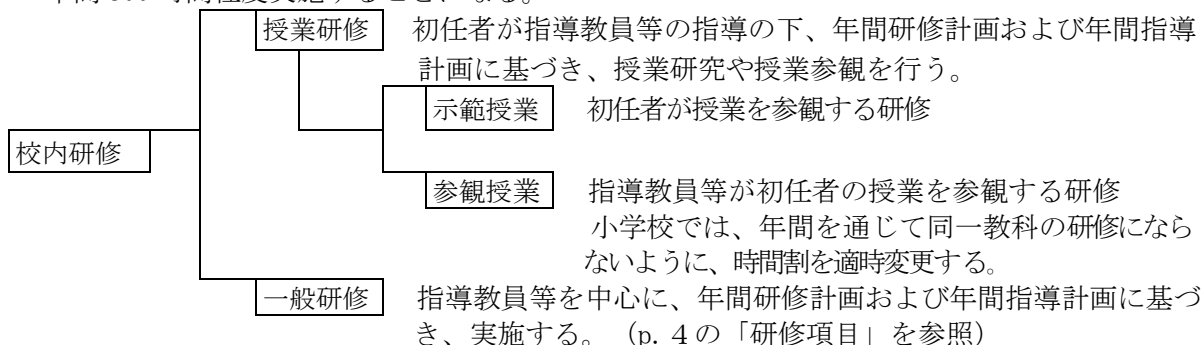 授業研修 初任者が指導教員等の指導の下、年間研修計画および年間指導
計画に基づき、授業研究や授業参観を行う。
示範授業 初任者が授業を参観する研修
校内研修
参観授業 指導教員等が初任者の授業を参観する研修
小学校では、年間を通じて同一教科の研修になら
ないように、時間割を適時変更する。
一般研修 指導教員等を中心に、年間研修計画および年間指導計画に基づ
き、実施する。（p.４の「研修項目」を参照）